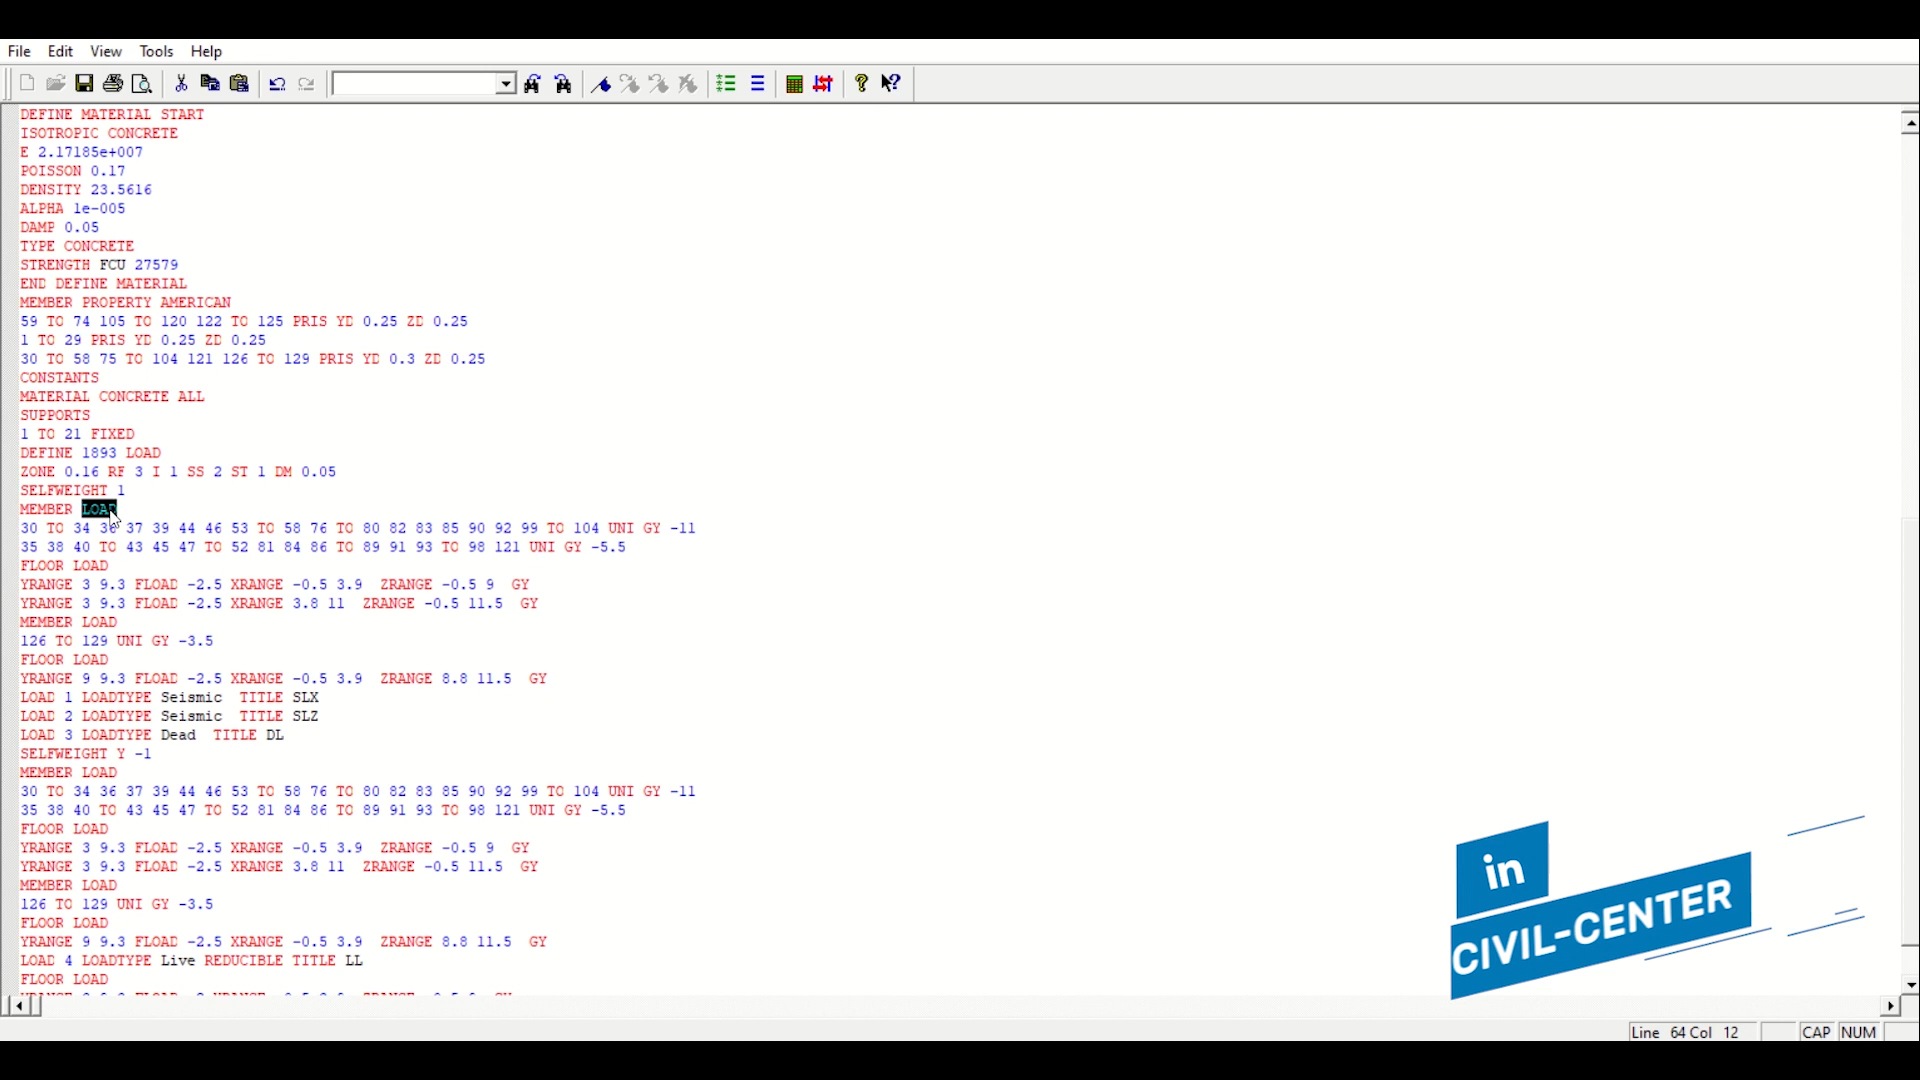 File Edit View Tools Help
DEFINE MATERIAL START
ISOTROPIC CONCRETE
E 2.17185e+007
POISSON 0.17
DENSITY 23.5616
ALPHA 1e-005
DAMP 0.05
TYPE CONCRETE
STRENGTH FCU 27579
END DEFINE MATERIAL
MEMBER PROPERTY AMERICAN
59 TO 74 105 TO 120 122 TO 125 PRIS YD 0.25 ZD 0.25
1 TO 29 PRIS YD 0.25 ZD 0.25
30 TO 58 75 TO 104 121 126 TO 129 PRIS YD 0.3 ZD 0.25
CONSTANTS
MATERIAL CONCRETE ALL
SUPPORTS
1 TO 21 FIXED
DEFINE 1893 LOAD
ZONE 0.16 RF 3 I 1 SS 2 ST 1 DM 0.05
SELFWEIGHT 1
MEMBER LOAD
30 TO 34 36 37 39 44 46 53 TO 58 76 TO 80 82 83 85 90 92 99 TO 104 UNI GY -11
35 38 40 TO 43 45 47 TO 52 81 84 86 TO 89 91 93 TO 98 121 UNI GY -5.5
FLOOR LOAD
YRANGE 3 9.3 FLOAD -2.5 XRANGE -0.5 3.9 ZRANGE -0.5 9 GY
YRANGE 3 9.3 FLOAD -2.5 XRANGE 3.8 11 ZRANGE -0.5 11.5 GY
MEMBER LOAD
126 TO 129 UNI GY -3.5
FLOOR LOAD
YRANGE 9 9.3 FLOAD -2.5 XRANGE -0.5 3.9 ZRANGE 8.8 11.5 GY
LOAD 1 LOADTYPE Seismic TITLE SLX
LOAD 2 LOADTYPE Seismic TITLE SLZ
LOAD 3 LOADTYPE Dead TITLE DL
SELFWEIGHT Y -1
MEMBER LOAD
30 TO 34 36 37 39 44 46 53 TO 58 76 TO 80 82 83 85 90 92 99 TO 104 UNI GY -11
35 38 40 TO 43 45 47 TO 52 81 84 86 TO 89 91 93 TO 98 121 UNI GY -5.5
FLOOR LOAD
YRANGE 3 9.3 FLOAD -2.5 XRANGE -0.5 3.9 ZRANGE -0.5 9 GY
YRANGE 3 9.3 FLOAD -2.5 XRANGE 3.8 11 ZRANGE -0.5 11.5 GY
MEMBER LOAD
126 TO 129 UNI GY -3.5
FLOOR LOAD
YRANGE 9 9.3 FLOAD -2.5 XRANGE -0.5 3.9 ZRANGE 8.8 11.5 GY
LOAD 4 LOADTYPE Live REDUCIBLE TITLE LL
FLOOR LOAD
in
CIVIL-CENTER
Line 64 Col 12 CAP NUM